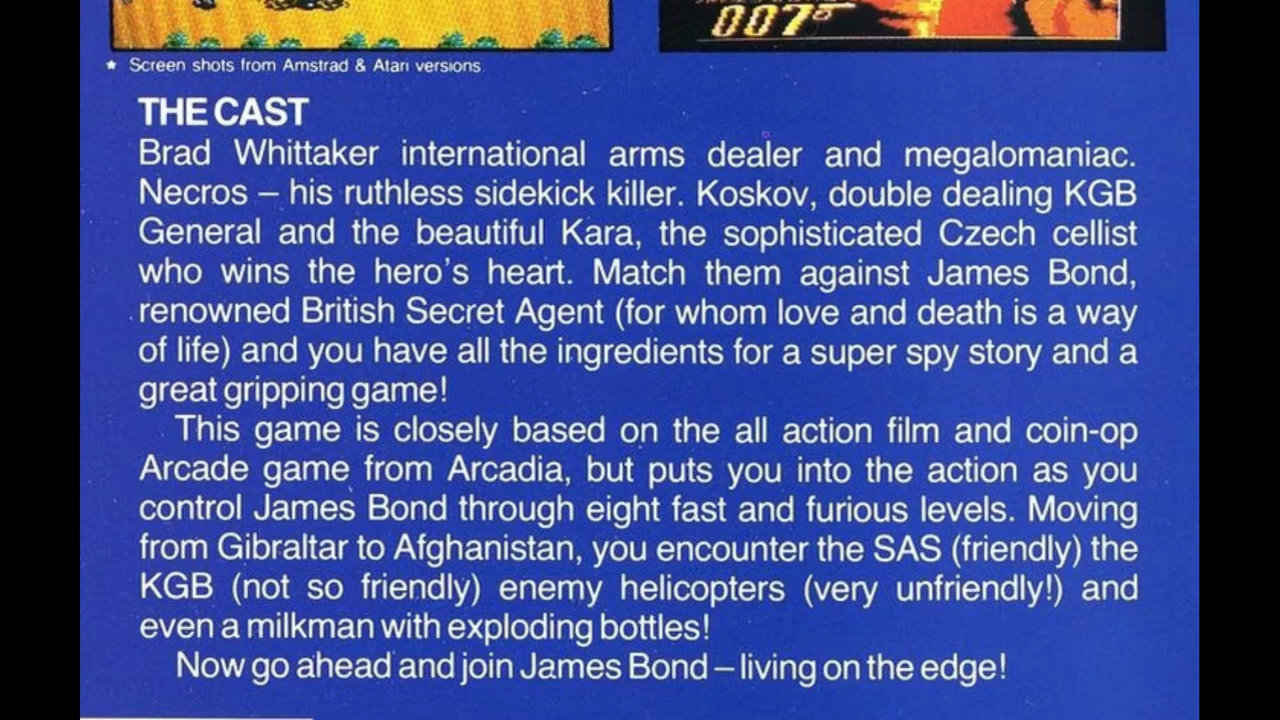 007
★ Screen shots from Amstrad & Atari versions
THE CAST
Brad Whittaker international arms dealer and megalomaniac.
Necros – his ruthless sidekick killer. Koskov, double dealing KGB
General and the beautiful Kara, the sophisticated Czech cellist
who wins the hero's heart. Match them against James Bond,
renowned British Secret Agent (for whom love and death is a way
of life) and you have all the ingredients for a super spy story and a
great gripping game!
This game is closely based on the all action film and coin-op
Arcade game from Arcadia, but puts you into the action as you
control James Bond through eight fast and furious levels. Moving
from Gibraltar to Afghanistan, you encounter the SAS (friendly) the
KGB (not so friendly) enemy helicopters (very unfriendly!) and
even a milkman with exploding bottles!
Now go ahead and join James Bond – living on the edge!